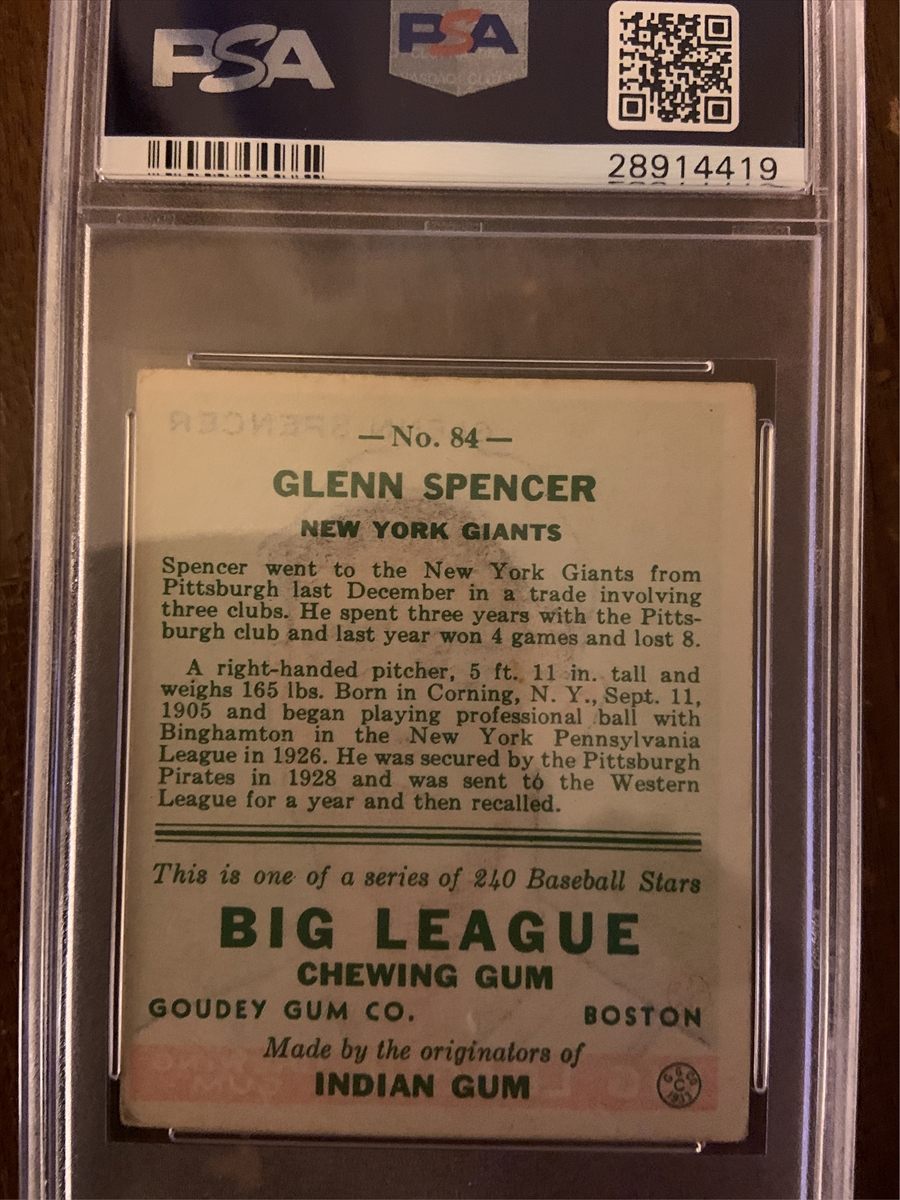 PSA
PSA
28914419
SPENCER
— No. 84 —
GLENN SPENCER
NEW YORK GIANTS
Spencer went to the New York Giants from
Pittsburgh last December in a trade involving
three clubs. He spent three years with the Pitts-
burgh club and last year won 4 games and lost 8.
A right-handed pitcher, 5 ft. 11 in. tall and
weighs 165 lbs. Born in Corning, N. Y., Sept. 11,
1905 and began playing professional ball with
Binghamton in the New York Pennsylvania
League in 1926. He was secured by the Pittsburgh
Pirates in 1928 and was sent to the Western
League for a year and then recalled.
This is one of a series of 240 Baseball Stars
BIG LEAGUE
CHEWING GUM
GOUDEY GUM CO. BOSTON
Made by the originators of
INDIAN GUM
G. G. Co. C 1933